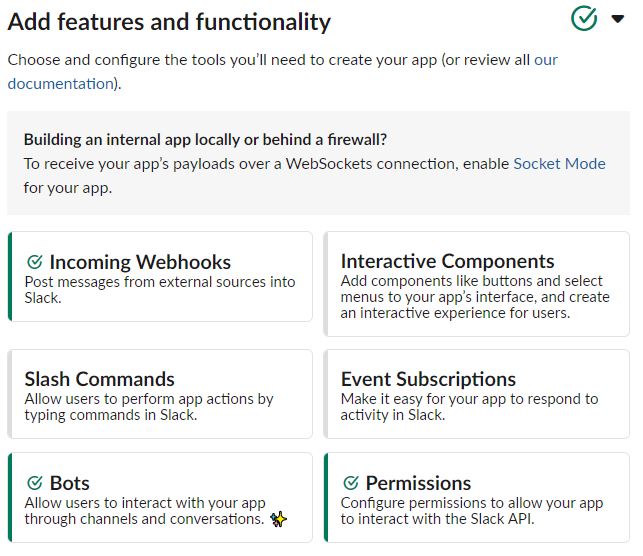 Add features and functionality
Choose and configure the tools you’ll need to create your app (or review all our
documentation).
Building an internal app locally or behind a firewall?
To receive your app’s payloads over a WebSockets connection, enable Socket Mode
for your app.
Incoming Webhooks
Post messages from external sources into
Slack.
Interactive Components
Add components like buttons and select
menus to your app’s interface, and create
an interactive experience for users.
Slash Commands
Allow users to perform app actions by
typing commands in Slack.
Event Subscriptions
Make it easy for your app to respond to
activity in Slack.
Bots
Allow users to interact with your app
through channels and conversations.
Permissions
Configure permissions to allow your app
to interact with the Slack API.